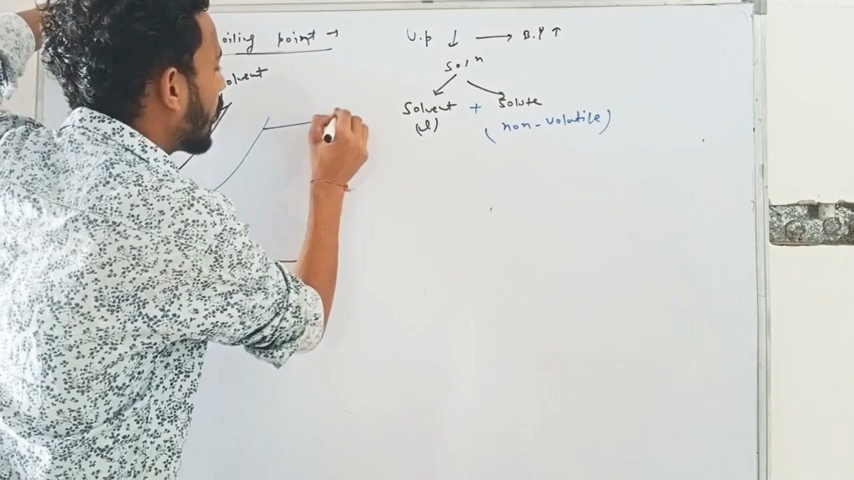 oiling point →
olvent
V.p ↓ → B.P ↑
Solⁿ
Solvent + Solute
(l) (non-volatile)